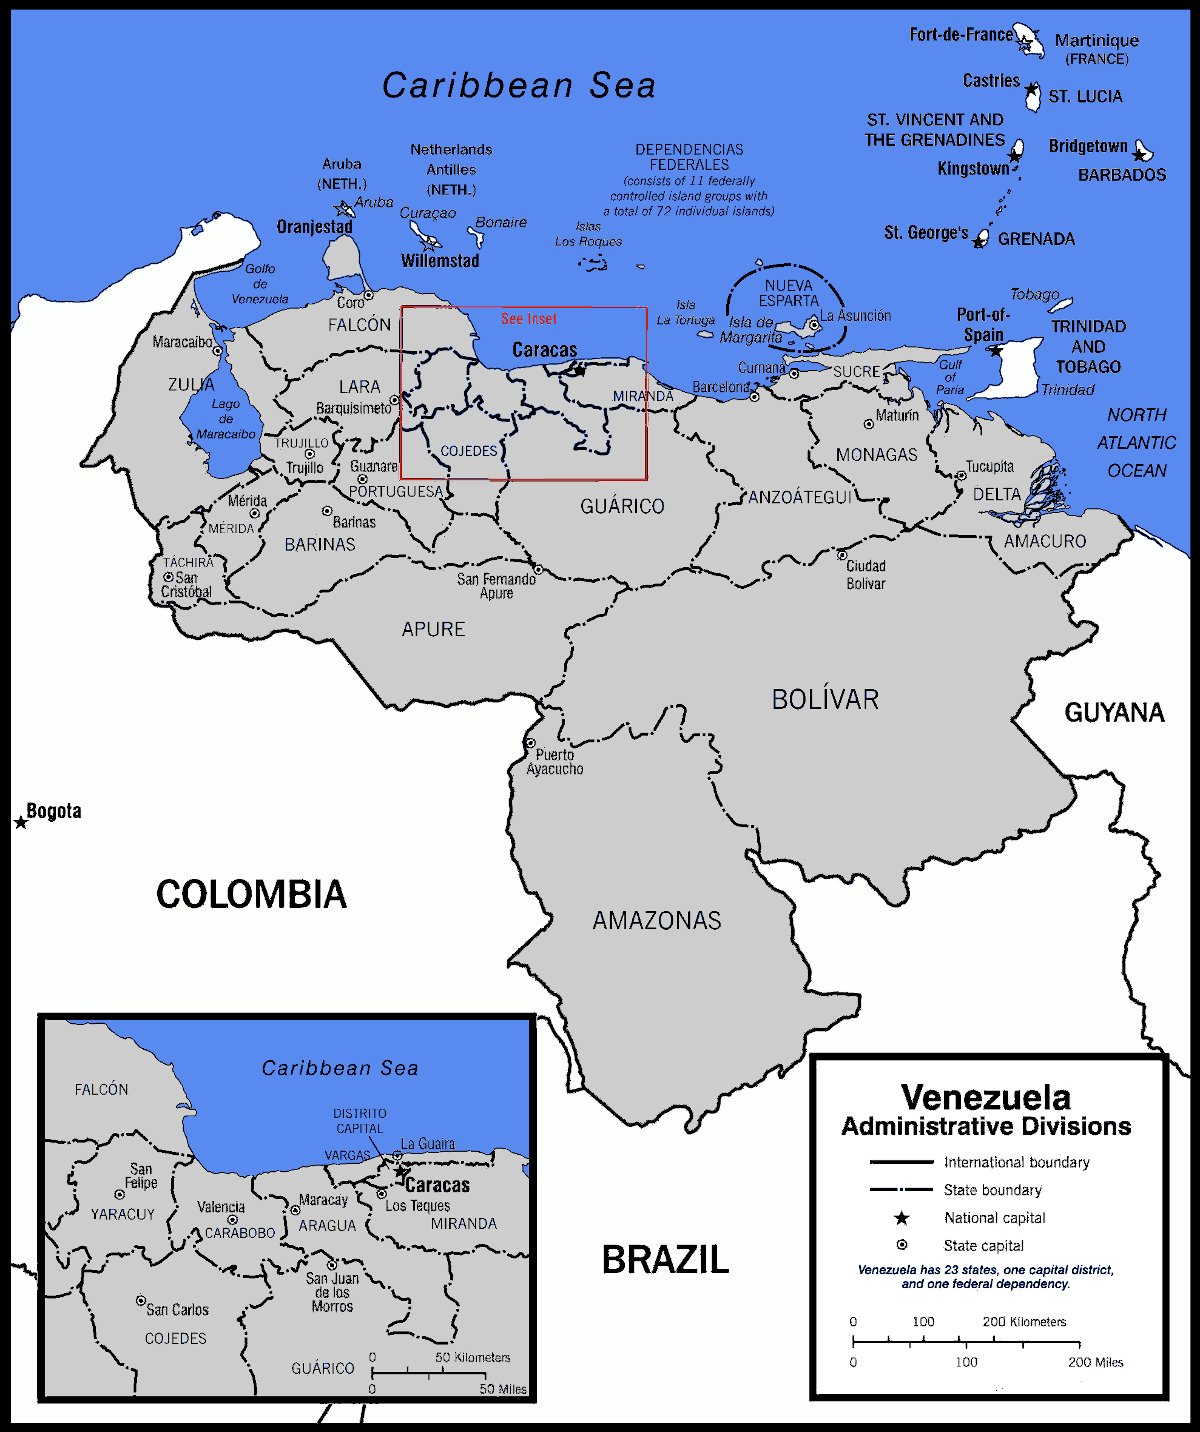 Fort-de-France
Martinique
(FRANCE)
Castries
ST. LUCIA
Caribbean Sea
ST. VINCENT AND
THE GRENADINES
Kingstown
Bridgetown
BARBADOS
St. George's
GRENADA
Netherlands
Antilles
(NETH.)
Aruba
(NETH.)
Aruba
Oranjestad
Curaçao
Bonaire
Willemstad
DEPENDENCIAS
FEDERALES
(consists of 11 federally
controlled island groups with
a total of 72 individual islands)
Islas
Los Roques
Golfo
de
Venezuela
Coro
FALCÓN
See Inset
Caracas
Isla
La Tortuga
NUEVA
ESPARTA
Isla de
Margarita
La Asunción
Tobago
Port-of-
Spain
TRINIDAD
AND
TOBAGO
Trinidad
Gulf
of
Paria
NORTH
ATLANTIC
OCEAN
Maracaibo
ZULIA
Lago
de
Maracaibo
LARA
Barquisimeto
MIRANDA
Barcelona
Cumaná
SUCRE
Maturín
MONAGAS
TRUJILLO
Trujillo
Guanare
PORTUGUESA
COJEDES
GUÁRICO
ANZOÁTEGUI
Tucupita
DELTA
AMACURO
Mérida
MÉRIDA
Barinas
BARINAS
TÁCHIRA
San
Cristóbal
San Fernando
Apure
Ciudad
Bolívar
APURE
BOLÍVAR
GUYANA
Puerto
Ayacucho
Bogota
COLOMBIA
AMAZONAS
BRAZIL
Caribbean Sea
FALCÓN
DISTRITO
CAPITAL
La Guaira
VARGAS
Caracas
San
Felipe
YARACUY
Valencia
CARABOBO
Maracay
ARAGUA
Los Teques
MIRANDA
San Juan
de los
Morros
San Carlos
COJEDES
GUÁRICO
0 50 Kilometers
0 50 Miles
Venezuela
Administrative Divisions
International boundary
State boundary
National capital
State capital
Venezuela has 23 states, one capital district,
and one federal dependency.
0 100 200 Kilometers
0 100 200 Miles